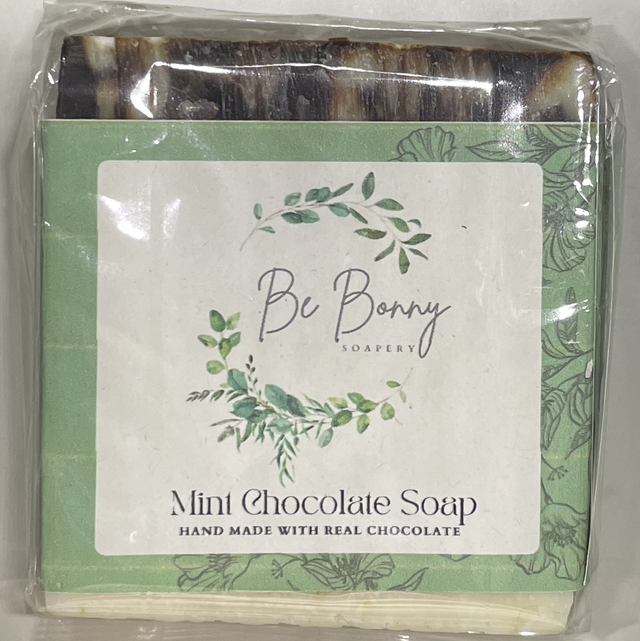 Be Bonny
SOAPERY
Mint Chocolate Soap
HAND MADE WITH REAL CHOCOLATE